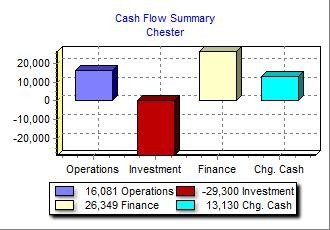 Cash Flow Summary
Chester
20,000
10,000
0
-10,000
-20,000
Operations Investment Finance Chg. Cash
16,081 Operations -29,300 Investment
26,349 Finance 13,130 Chg. Cash